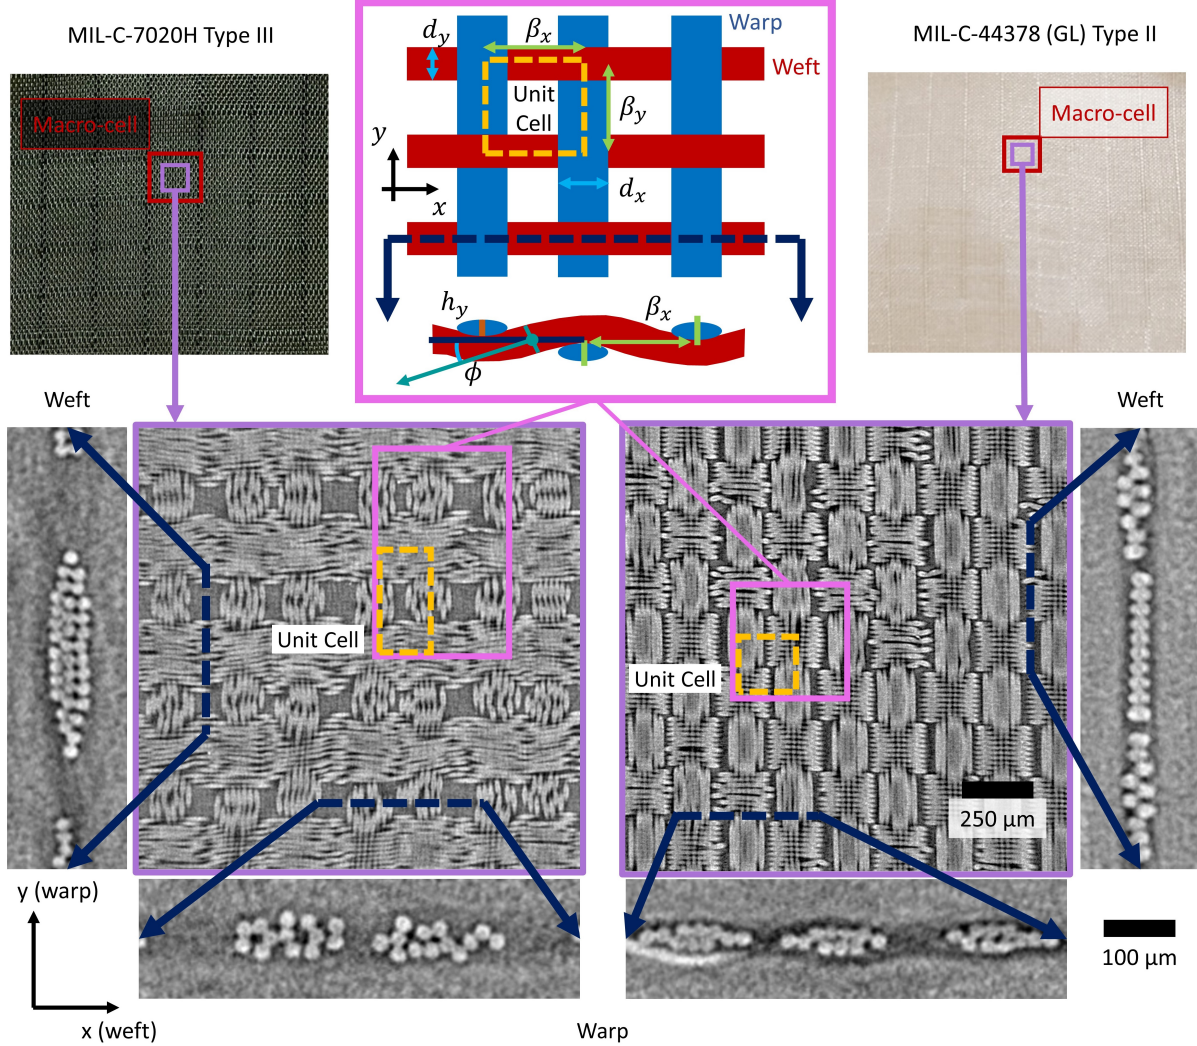 MIL-C-7020H Type III
Macro-cell
d_y
β_x
Warp
Weft
Unit
Cell
β_y
y
x
d_x
h_y
β_x
ϕ
MIL-C-44378 (GL) Type II
Macro-cell
Weft
Weft
Unit Cell
Unit Cell
250 µm
y (warp)
x (weft)
Warp
100 µm